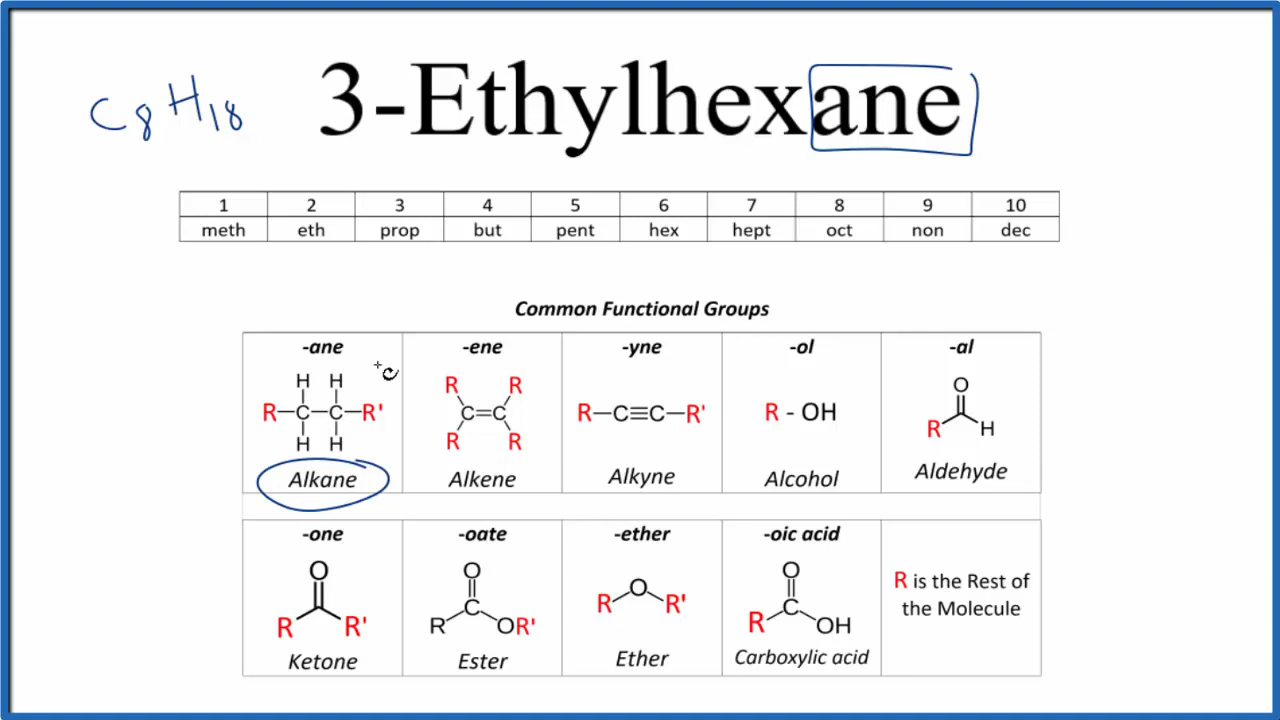 C8H18
3-Ethylhexane
1 2 3 4 5 6 7 8 9 10
meth eth prop but pent hex hept oct non dec
Common Functional Groups
-ane -ene -yne -ol -al
H H R R O
R-C-C-R' C=C R-C≡C-R' R - OH R H
H H R R
Alkane Alkene Alkyne Alcohol Aldehyde
-one -oate -ether -oic acid
O O O O R is the Rest of
R R' R C OR' R R' R C OH the Molecule
Ketone Ester Ether Carboxylic acid